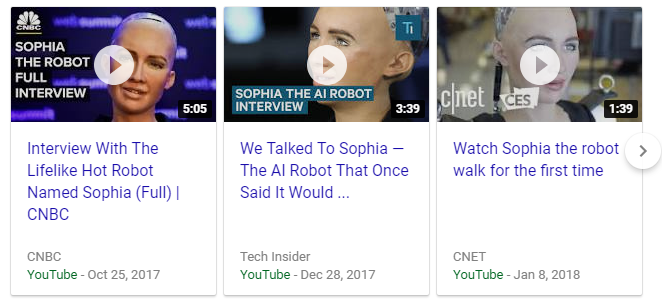 CNBC
SOPHIA
THE ROBOT
FULL
INTERVIEW
5:05
Interview With The
Lifelike Hot Robot
Named Sophia (Full) |
CNBC
CNBC
YouTube - Oct 25, 2017
Ti
SOPHIA THE AI ROBOT
INTERVIEW
3:39
We Talked To Sophia —
The AI Robot That Once
Said It Would ...
Tech Insider
YouTube - Dec 28, 2017
c|net
CES
1:39
Watch Sophia the robot
walk for the first time
CNET
YouTube - Jan 8, 2018